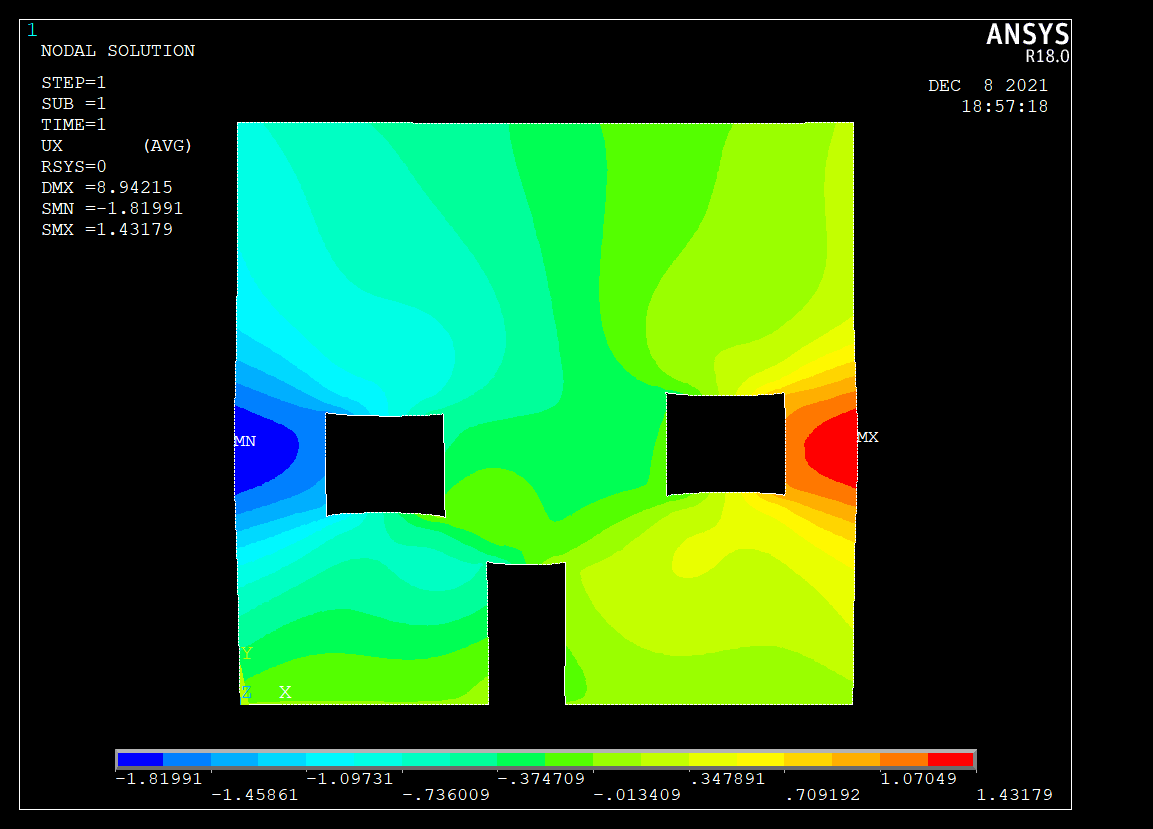 1
NODAL SOLUTION
STEP=1
SUB =1
TIME=1
UX (AVG)
RSYS=0
DMX =8.94215
SMN =-1.81991
SMX =1.43179
ANSYS
R18.0
DEC 8 2021
18:57:18
MN
MX
Y
Z X
-1.81991 -1.09731 -.374709 .347891 1.07049
-1.45861 -.736009 -.013409 .709192 1.43179